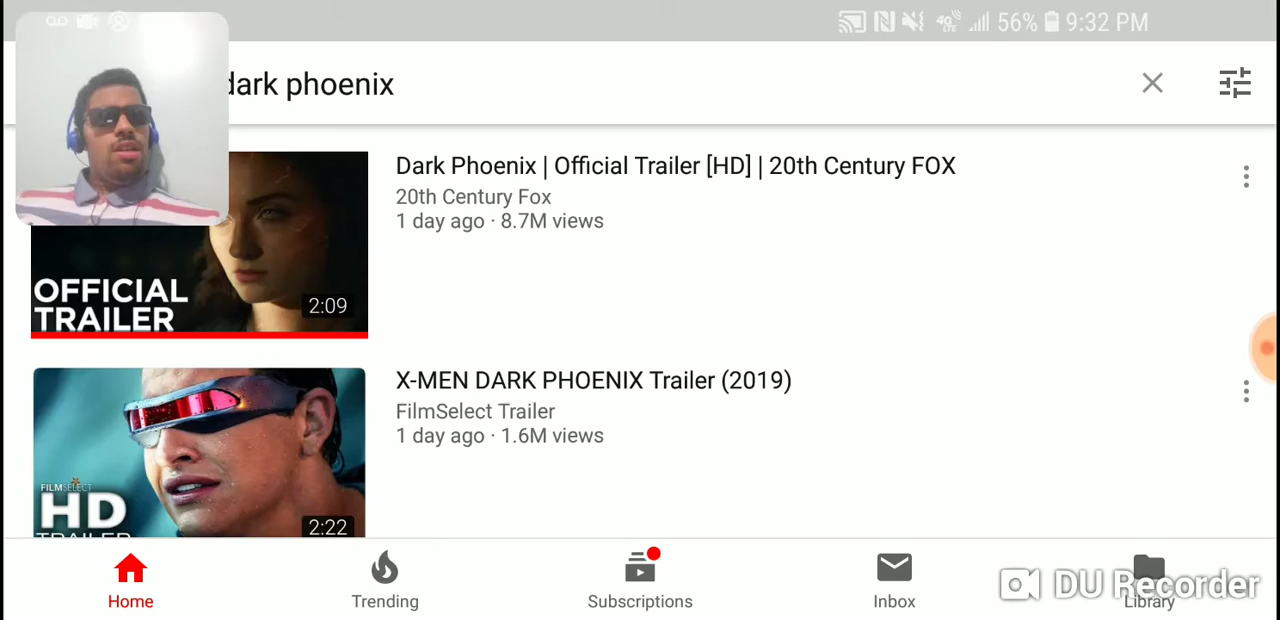 56% 9:32 PM
dark phoenix
Dark Phoenix | Official Trailer [HD] | 20th Century FOX
20th Century Fox
1 day ago · 8.7M views
OFFICIAL
TRAILER
2:09
X-MEN DARK PHOENIX Trailer (2019)
FilmSelect Trailer
1 day ago · 1.6M views
FILMSELECT
HD
TRAILER
2:22
Home
Trending
Subscriptions
Inbox
Library
DU Recorder